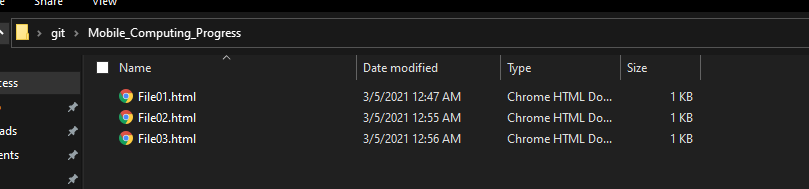 Share View
git > Mobile_Computing_Progress
Name Date modified Type Size
cess
File01.html 3/5/2021 12:47 AM Chrome HTML Do... 1 KB
ads File02.html 3/5/2021 12:55 AM Chrome HTML Do... 1 KB
ents File03.html 3/5/2021 12:56 AM Chrome HTML Do... 1 KB